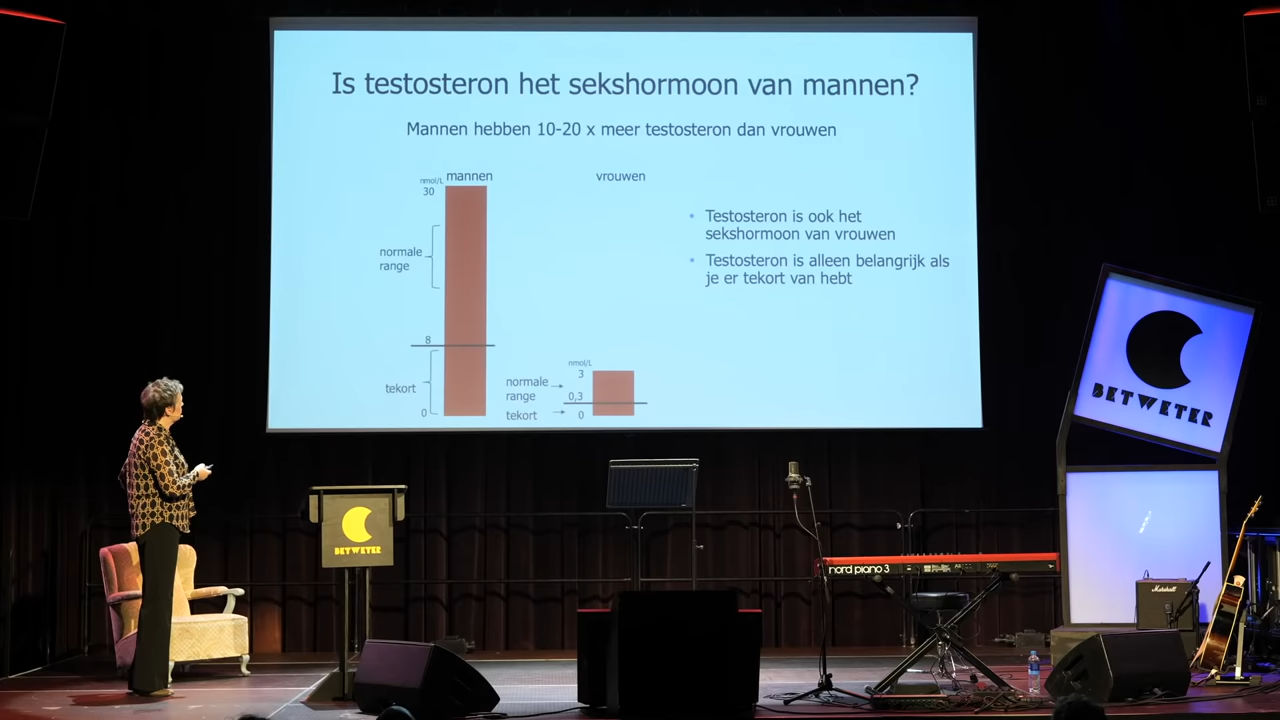 Is testosteron het sekshormoon van mannen?
Mannen hebben 10-20 x meer testosteron dan vrouwen
mannen
nmol/L
30
normale
range
8
tekort
0
vrouwen
nmol/L
3
normale
range
0,3
tekort
0
• Testosteron is ook het
sekshormoon van vrouwen
• Testosteron is alleen belangrijk als
je er tekort van hebt
BETWETER
BETWETER
nord piano 3
Marshall